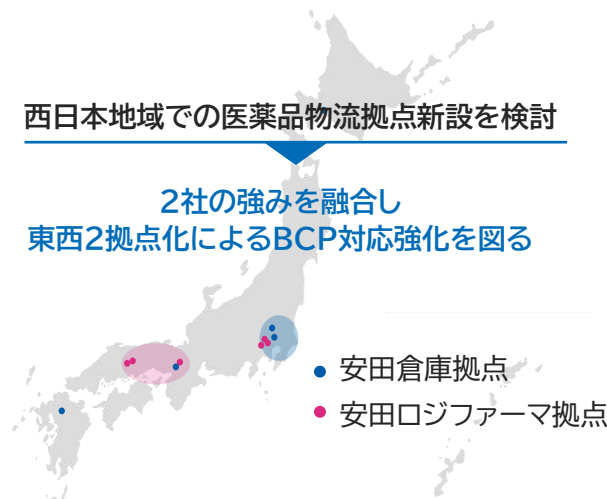 西日本地域での医薬品物流拠点新設を検討
2社の強みを融合し
東西2拠点化によるBCP対応強化を図る
安田倉庫拠点
安田ロジファーマ拠点